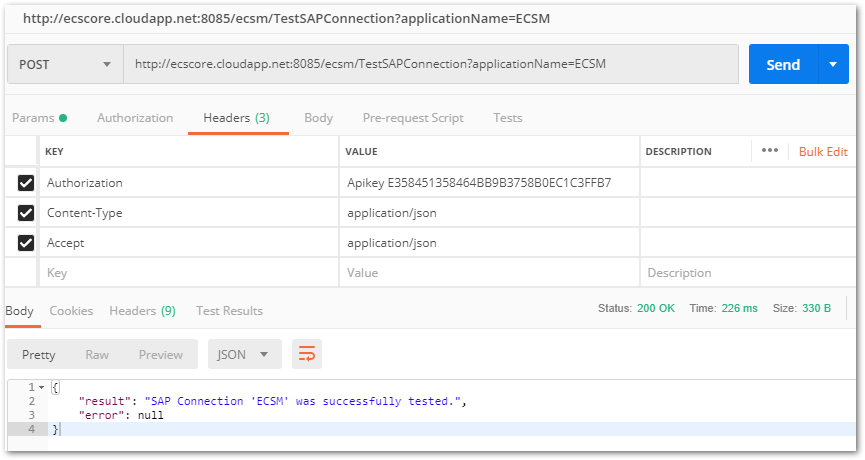 http://ecscore.cloudapp.net:8085/ecsm/TestSAPConnection?applicationName=ECSM
POST http://ecscore.cloudapp.net:8085/ecsm/TestSAPConnection?applicationName=ECSM Send
Params Authorization Headers (3) Body Pre-request Script Tests
KEY VALUE DESCRIPTION ••• Bulk Edit
Authorization Apikey E358451358464BB9B3758B0EC1C3FFB7
Content-Type application/json
Accept application/json
Key Value Description
Body Cookies Headers (9) Test Results Status: 200 OK Time: 226 ms Size: 330 B
Pretty Raw Preview JSON
1 {
2 "result": "SAP Connection 'ECSM' was successfully tested.",
3 "error": null
4 }